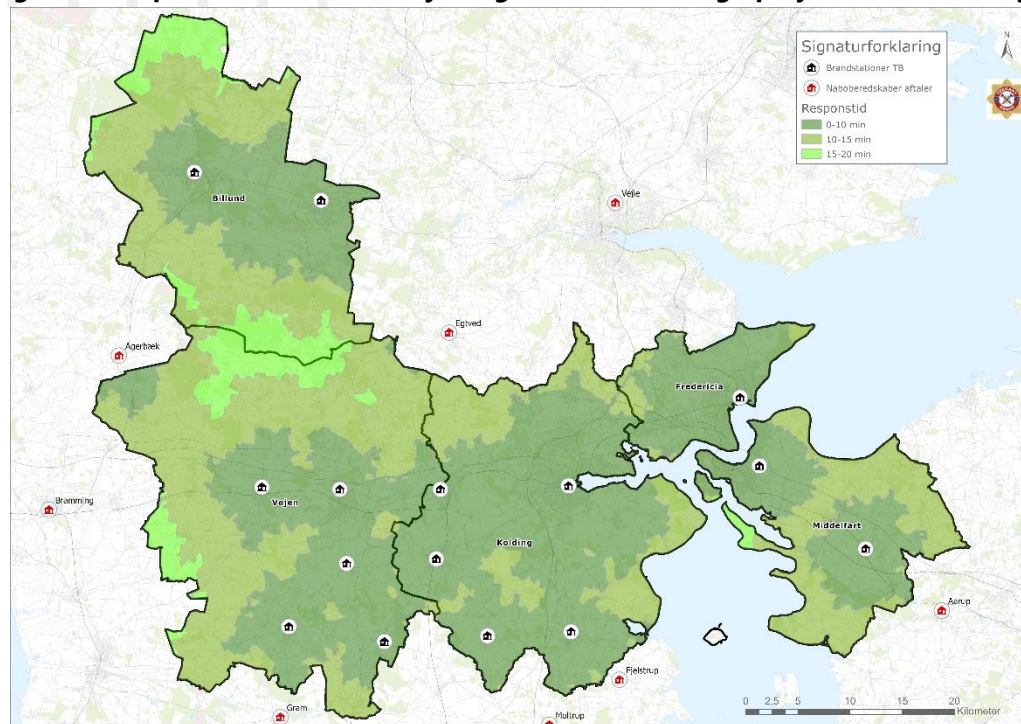 Signaturforklaring
Brandstationer TB
Naboberedskaber aftaler
Responstid
0-10 min
10-15 min
15-20 min
N
Billund
Vejle
Egtved
Agerbæk
Fredericia
Bramming
Vejen
Kolding
Middelfart
Aarup
Fjelstrup
Gram
Moltrup
0 2,5 5 10 15 20
Kilometer